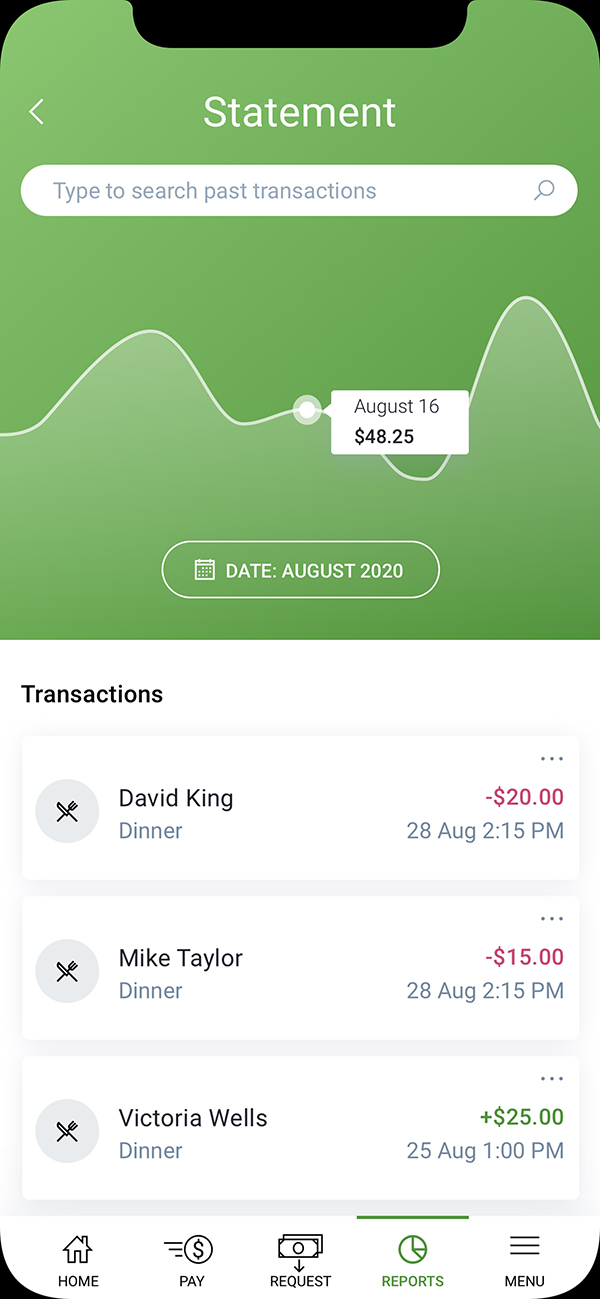 Statement
Type to search past transactions
August 16
$48.25
DATE: AUGUST 2020
Transactions
David King
-$20.00
Dinner
28 Aug 2:15 PM
Mike Taylor
-$15.00
Dinner
28 Aug 2:15 PM
Victoria Wells
+$25.00
Dinner
25 Aug 1:00 PM
HOME
PAY
REQUEST
REPORTS
MENU